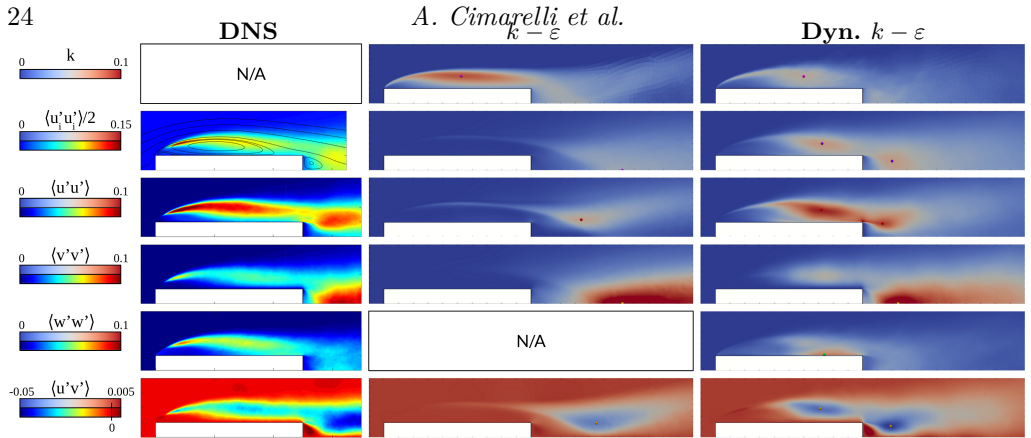 24 A. Cimarelli et al.
DNS k − ε Dyn. k − ε
k
0 0.1
N/A
⟨u'ᵢu'ᵢ⟩/2
0 0.15
⟨u'u'⟩
0 0.1
⟨v'v'⟩
0 0.1
⟨w'w'⟩
0 0.1
N/A
⟨u'v'⟩
-0.05 0.005
0